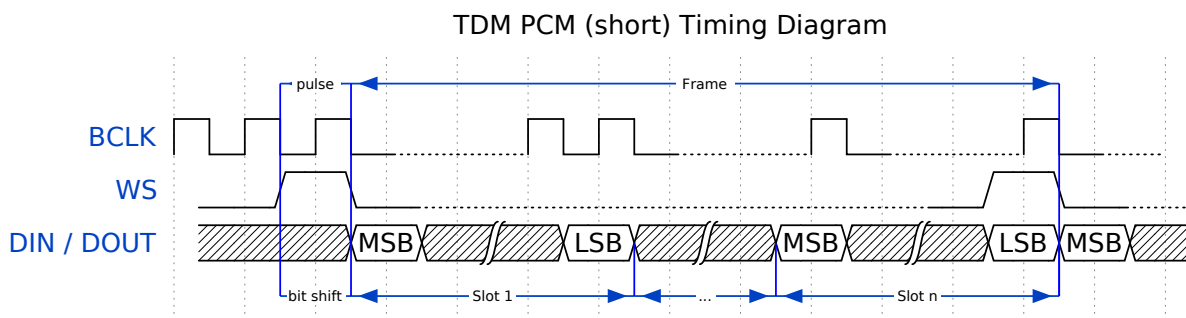 TDM PCM (short) Timing Diagram
pulse Frame
BCLK
WS
DIN / DOUT MSB LSB MSB LSB MSB
bit shift Slot 1 ... Slot n